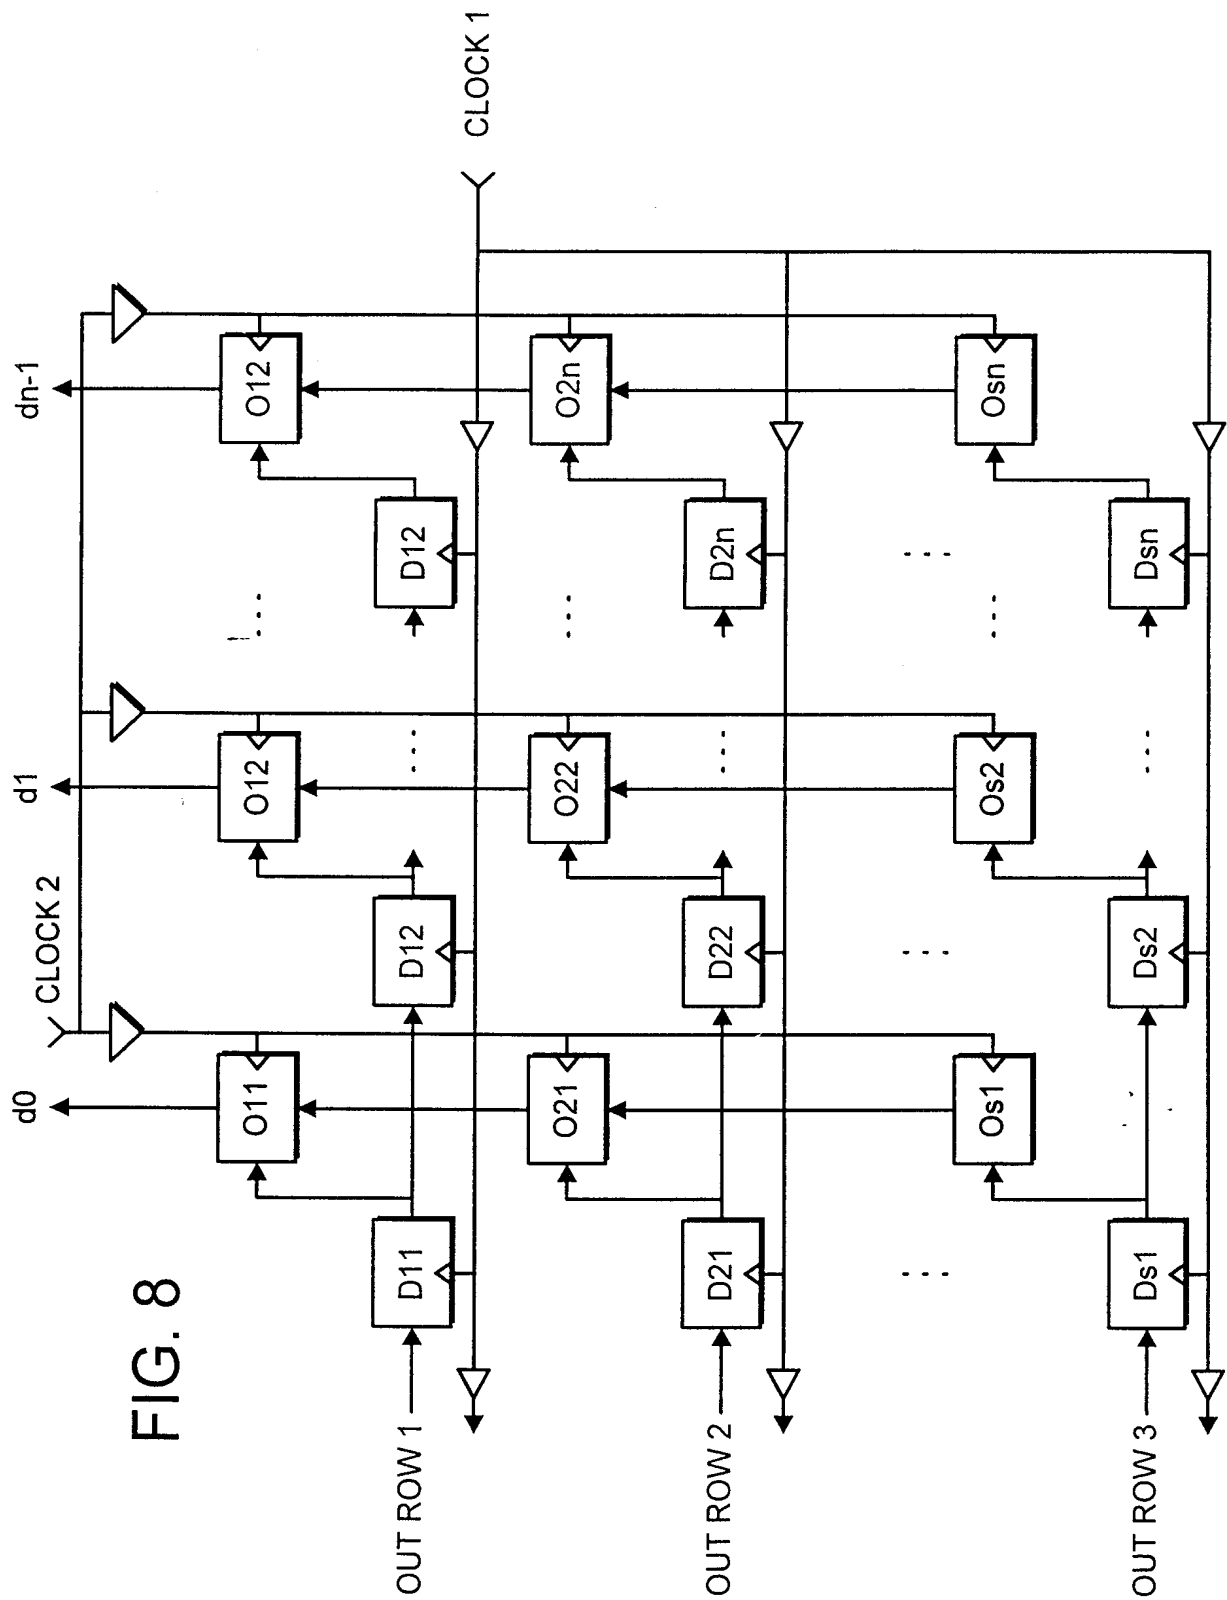 FIG. 8
CLOCK 2
CLOCK 1
d0
d1
dn-1
O11
O12
O12
OUT ROW 1
D11
D12
D12
O21
O22
O2n
OUT ROW 2
D21
D22
D2n
Os1
Os2
Osn
OUT ROW 3
Ds1
Ds2
Dsn